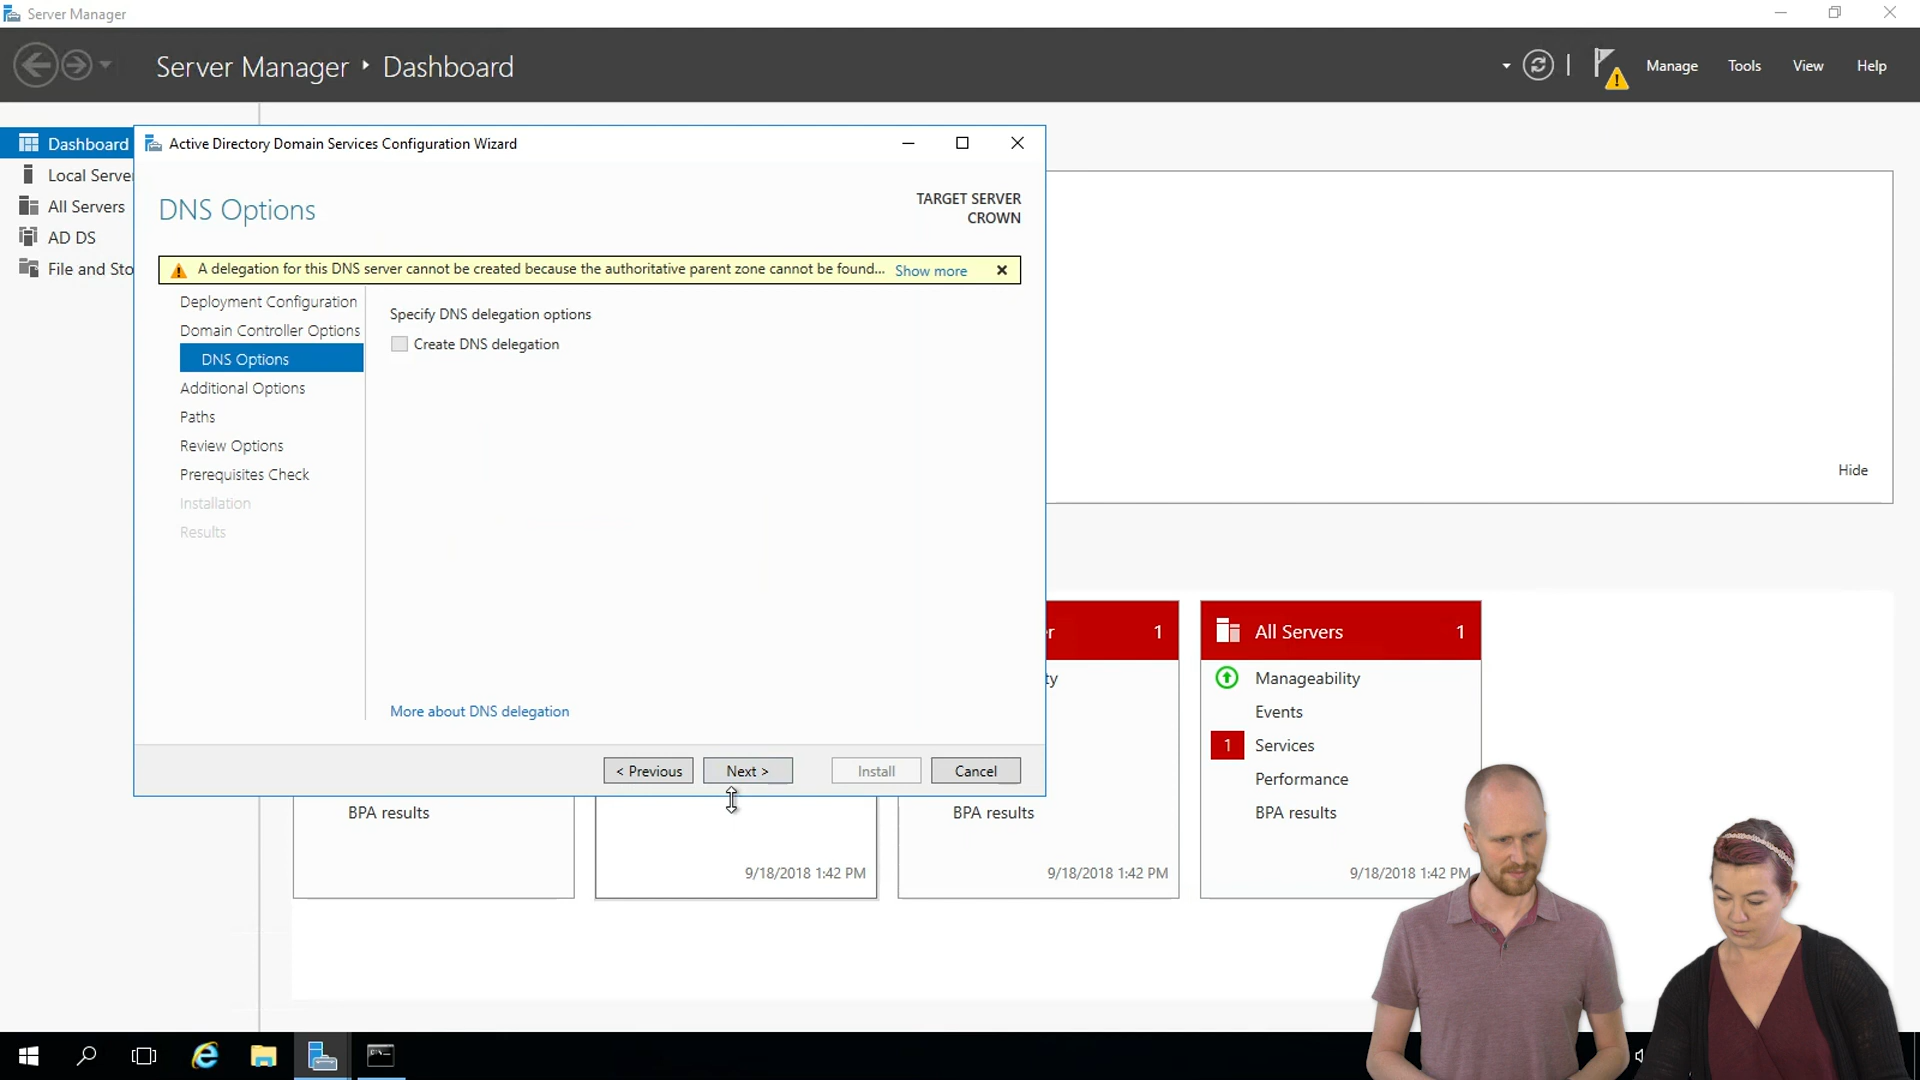 Server Manager
Server Manager ‣ Dashboard
Manage
Tools
View
Help
Dashboard
Local Serve
All Servers
AD DS
File and Sto
Active Directory Domain Services Configuration Wizard
DNS Options
TARGET SERVER
CROWN
A delegation for this DNS server cannot be created because the authoritative parent zone cannot be found...
Show more
Deployment Configuration
Domain Controller Options
DNS Options
Additional Options
Paths
Review Options
Prerequisites Check
Installation
Results
Specify DNS delegation options
Create DNS delegation
More about DNS delegation
< Previous
Next >
Install
Cancel
Hide
r 1
ty
BPA results
9/18/2018 1:42 PM
BPA results
9/18/2018 1:42 PM
All Servers 1
Manageability
Events
1 Services
Performance
BPA results
9/18/2018 1:42 PM